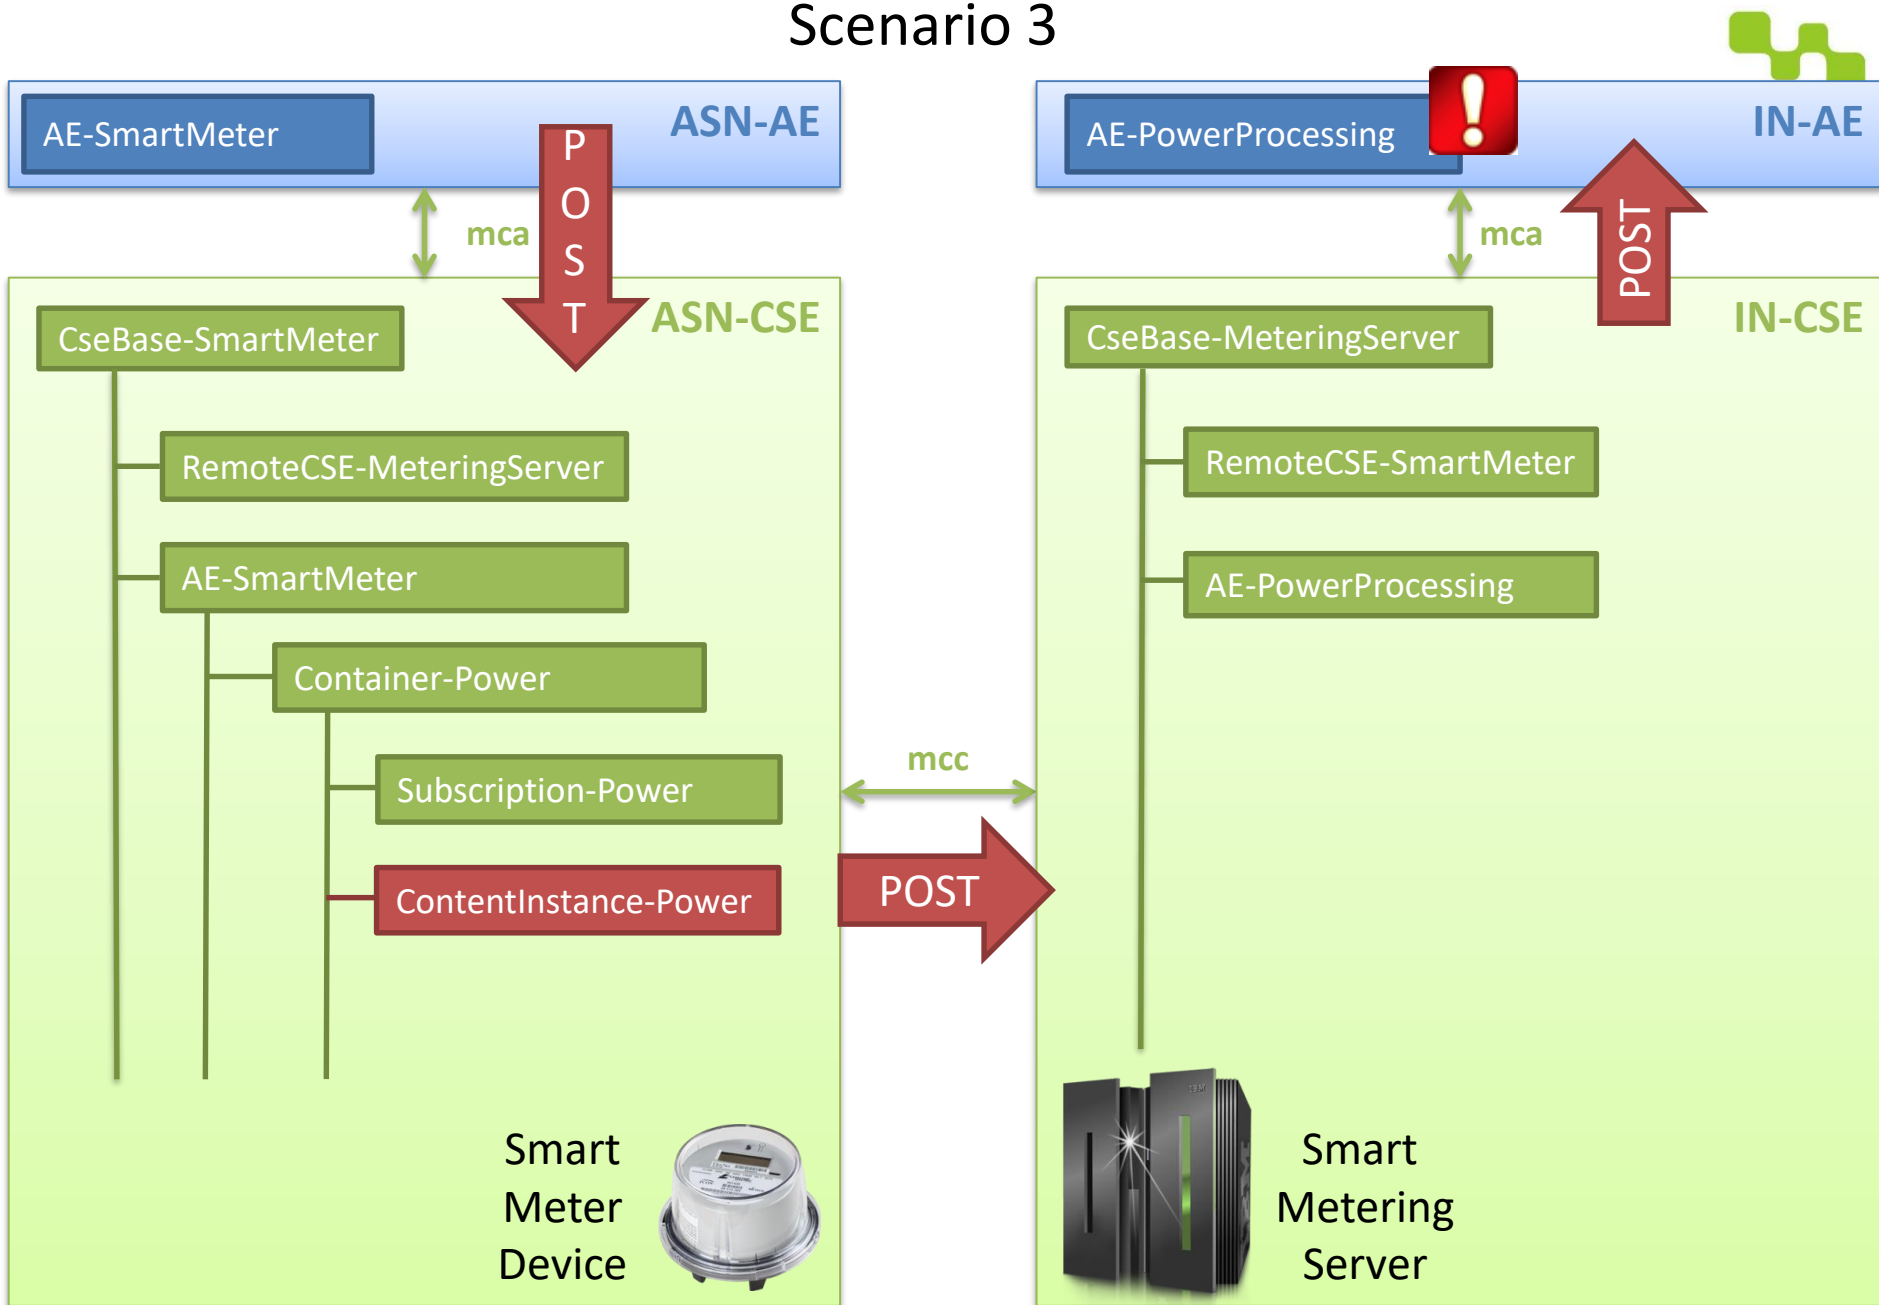 Scenario 3
AE-SmartMeter
ASN-AE
POST
mca
ASN-CSE
CseBase-SmartMeter
RemoteCSE-MeteringServer
AE-SmartMeter
Container-Power
Subscription-Power
ContentInstance-Power
Smart
Meter
Device
mcc
POST
AE-PowerProcessing
IN-AE
mca
POST
IN-CSE
CseBase-MeteringServer
RemoteCSE-SmartMeter
AE-PowerProcessing
Smart
Metering
Server